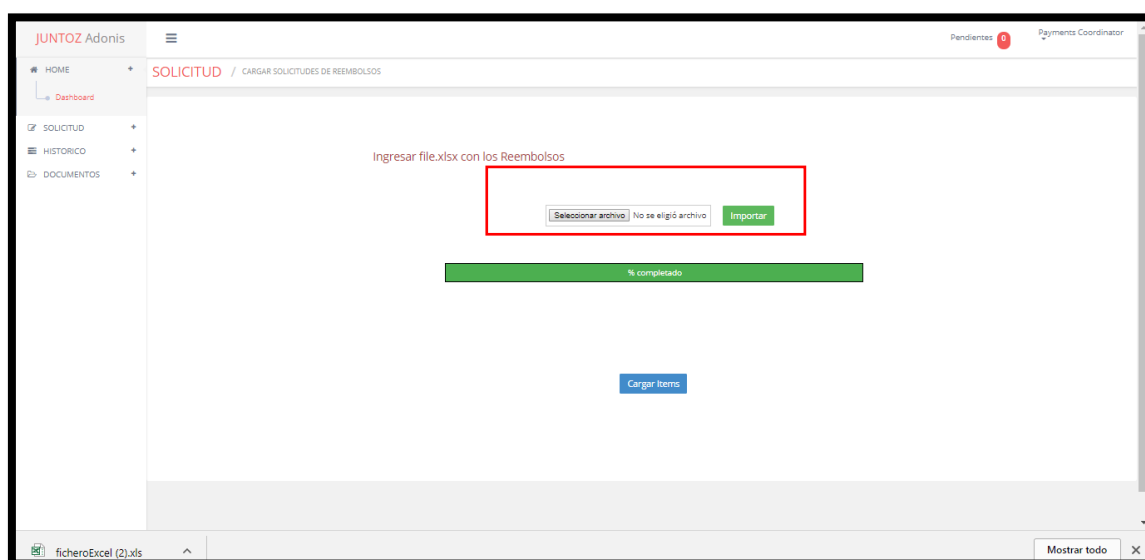 JUNTOZ Adonis
Pendientes 0
Payments Coordinator
HOME +
Dashboard
SOLICITUD +
HISTORICO +
DOCUMENTOS +
SOLICITUD / CARGAR SOLICITUDES DE REEMBOLSOS
Ingresar file.xlsx con los Reembolsos
Seleccionar archivo No se eligió archivo Importar
% completado
Cargar Items
ficheroExcel (2).xls
Mostrar todo